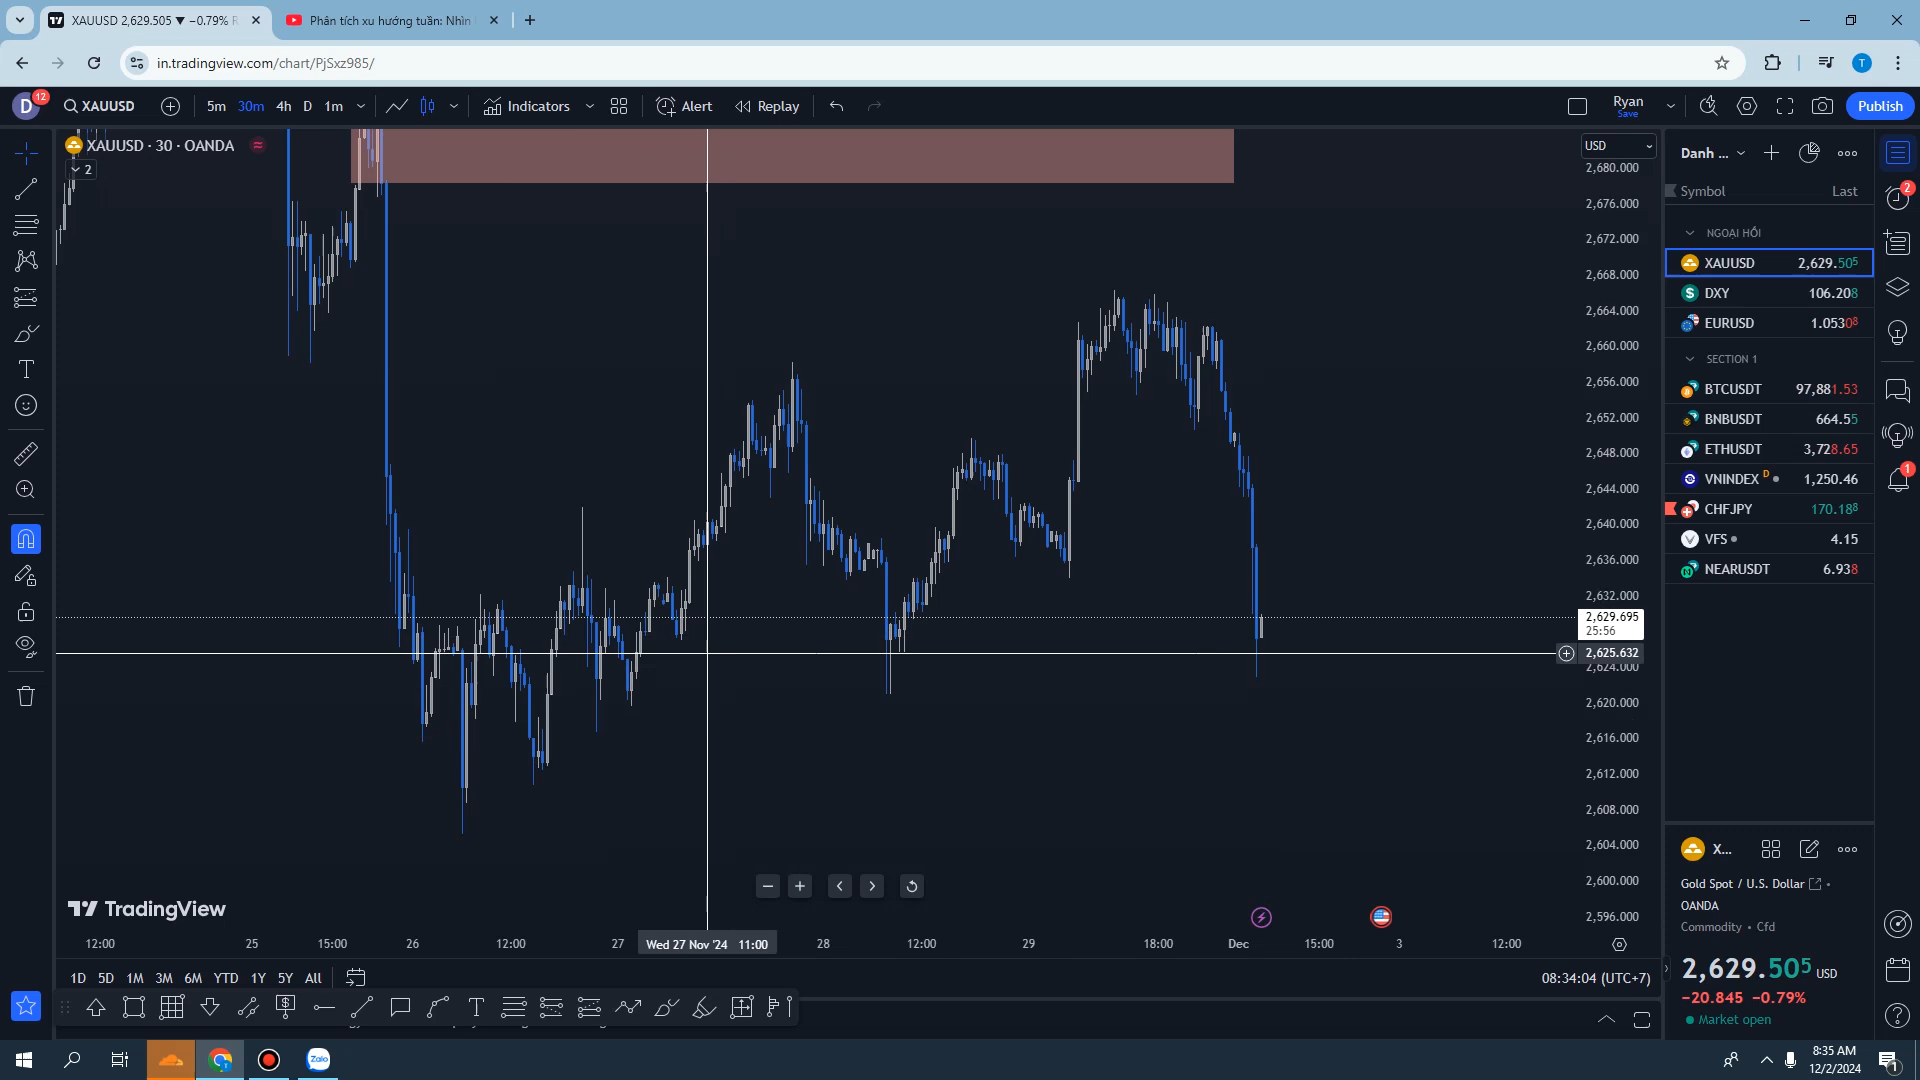 XAUUSD 2,629.505 ▼ −0.79% R
Phân tích xu hướng tuần: Nhìn
in.tradingview.com/chart/PjSxz985/
D
12
XAUUSD
5m
30m
4h
D
1m
Indicators
Alert
Replay
Ryan
Save
Publish
XAUUSD · 30 · OANDA
2
USD
2,680.000
2,676.000
2,672.000
2,668.000
2,664.000
2,660.000
2,656.000
2,652.000
2,648.000
2,644.000
2,640.000
2,636.000
2,632.000
2,629.695
25:56
2,625.632
2,624.000
2,620.000
2,616.000
2,612.000
2,608.000
2,604.000
2,600.000
2,596.000
TradingView
12:00
25
15:00
26
12:00
27
Wed 27 Nov '24 11:00
28
12:00
29
18:00
Dec
15:00
3
12:00
1D 5D 1M 3M 6M YTD 1Y 5Y All
08:34:04 (UTC+7)
Danh ...
Symbol Last
NGOẠI HỐI
XAUUSD 2,629.505
DXY 106.208
EURUSD 1.05308
SECTION 1
BTCUSDT 97,881.53
BNBUSDT 664.55
ETHUSDT 3,728.65
VNINDEX D 1,250.46
CHFJPY 170.188
VFS 4.15
NEARUSDT 6.938
X...
Gold Spot / U.S. Dollar
OANDA
Commodity • Cfd
2,629.505 USD
−20.845 −0.79%
Market open
2
1
Zalo
8:35 AM
12/2/2024
1